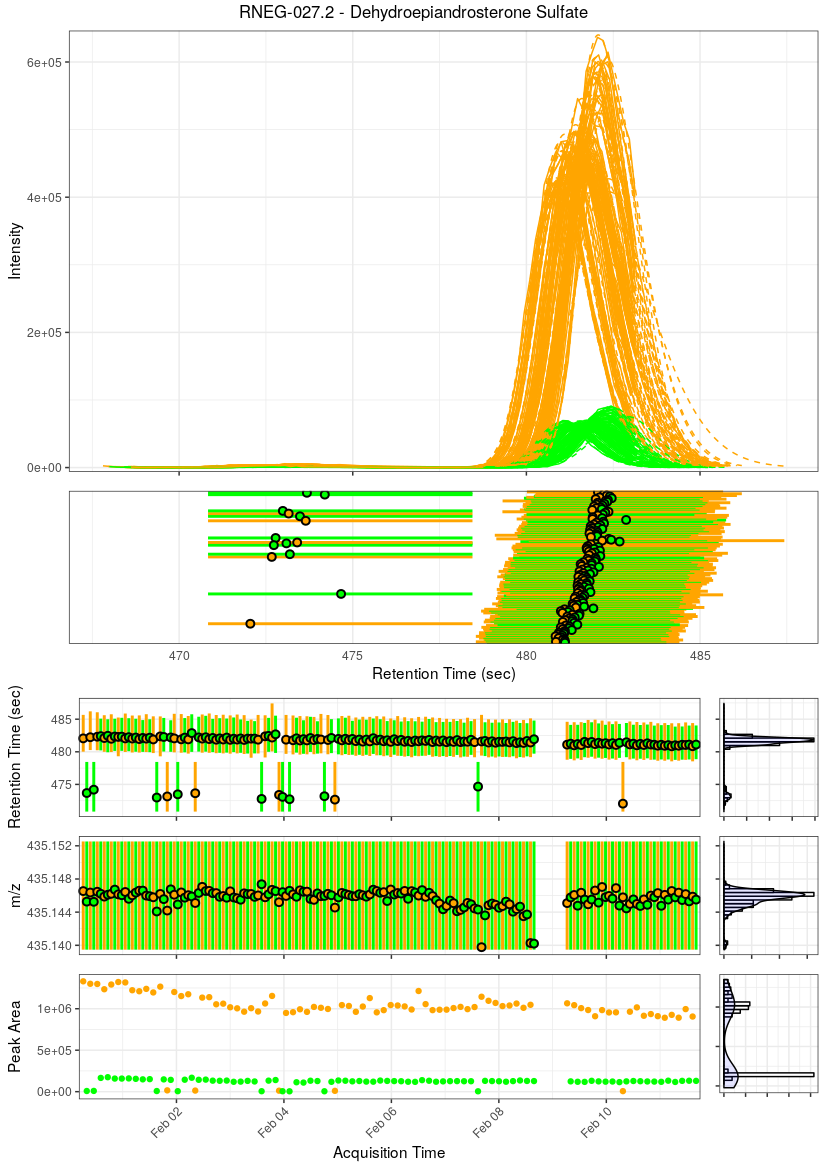 RNEG-027.2 - Dehydroepiandrosterone Sulfate
6e+05
4e+05
2e+05
0e+00
Intensity
470
475
480
485
Retention Time (sec)
485
480
475
Retention Time (sec)
435.152
435.148
435.144
435.140
m/z
1e+06
5e+05
0e+00
Peak Area
Feb 02
Feb 04
Feb 06
Feb 08
Feb 10
Acquisition Time